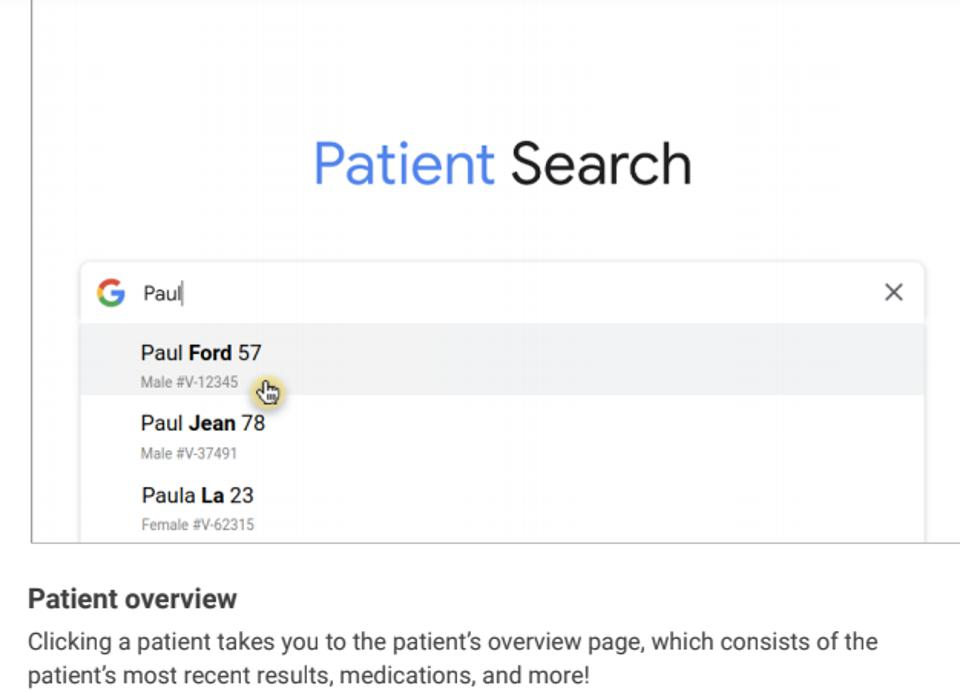 Patient Search
Paul
Paul Ford 57
Male #V-12345
Paul Jean 78
Male #V-37491
Paula La 23
Female #V-62315
Patient overview
Clicking a patient takes you to the patient’s overview page, which consists of the
patient’s most recent results, medications, and more!